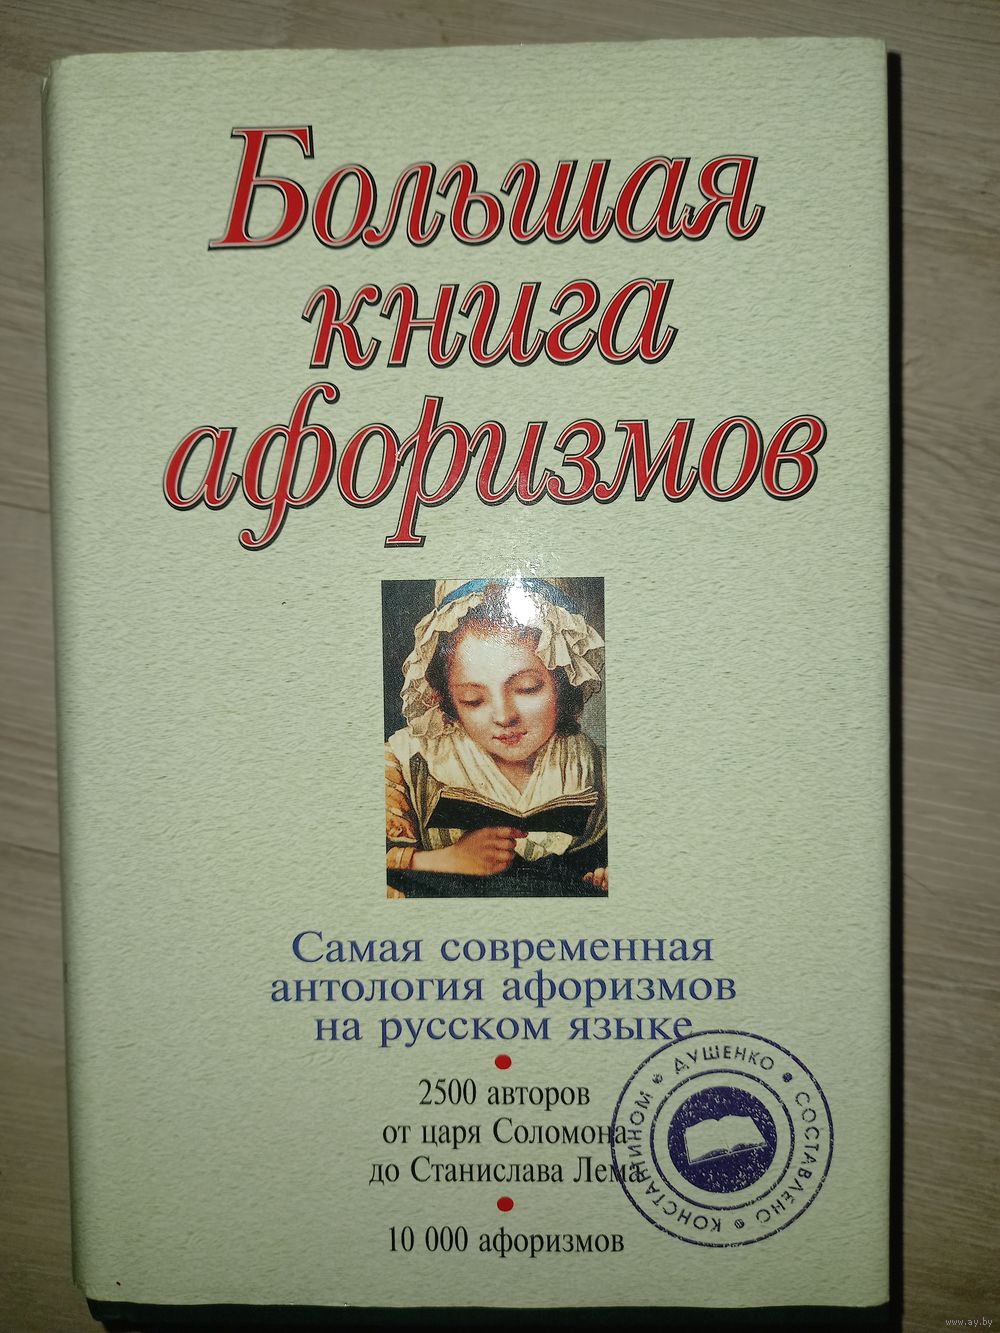 Большая
книга
афоризмов
Самая современная
антология афоризмов
на русском языке
2500 авторов
от царя Соломона
до Станислава Лема
10 000 афоризмов
СОСТАВЛЕНО • КОНСТАНТИНОМ • ДУШЕНКО •
www.ay.by